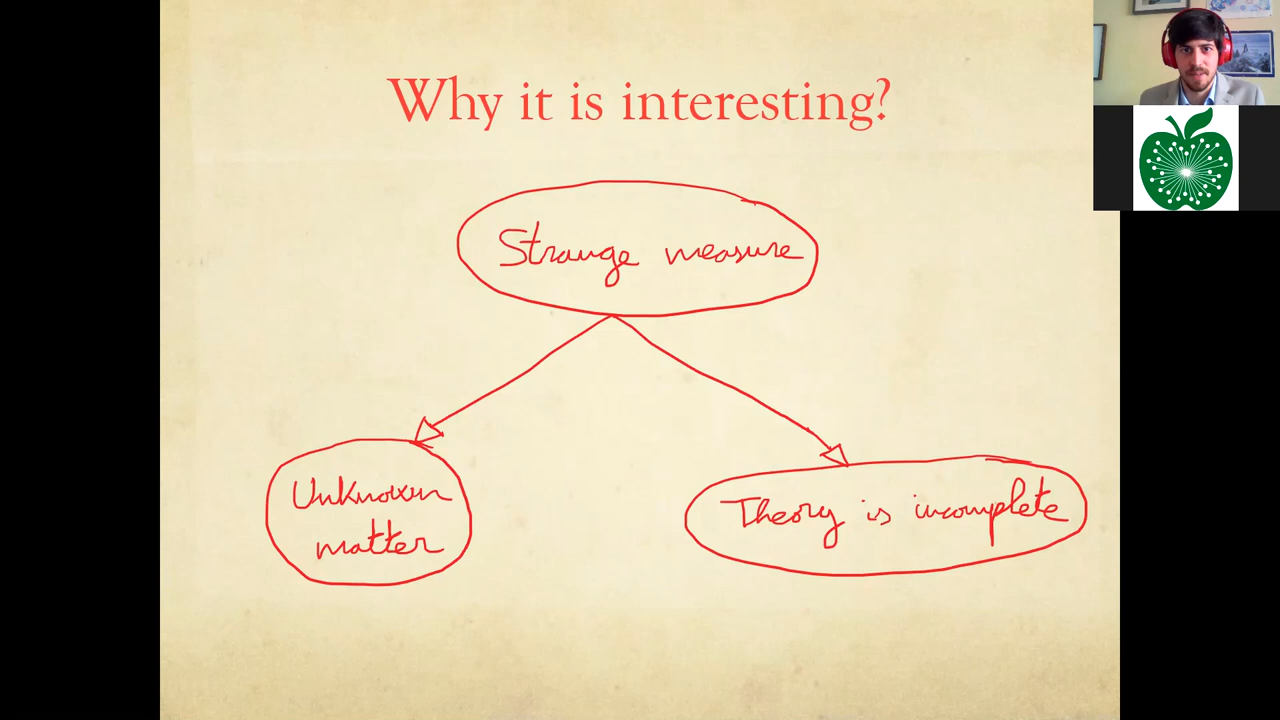 Why it is interesting?
Strange measure
Unknown
matter
Theory is incomplete